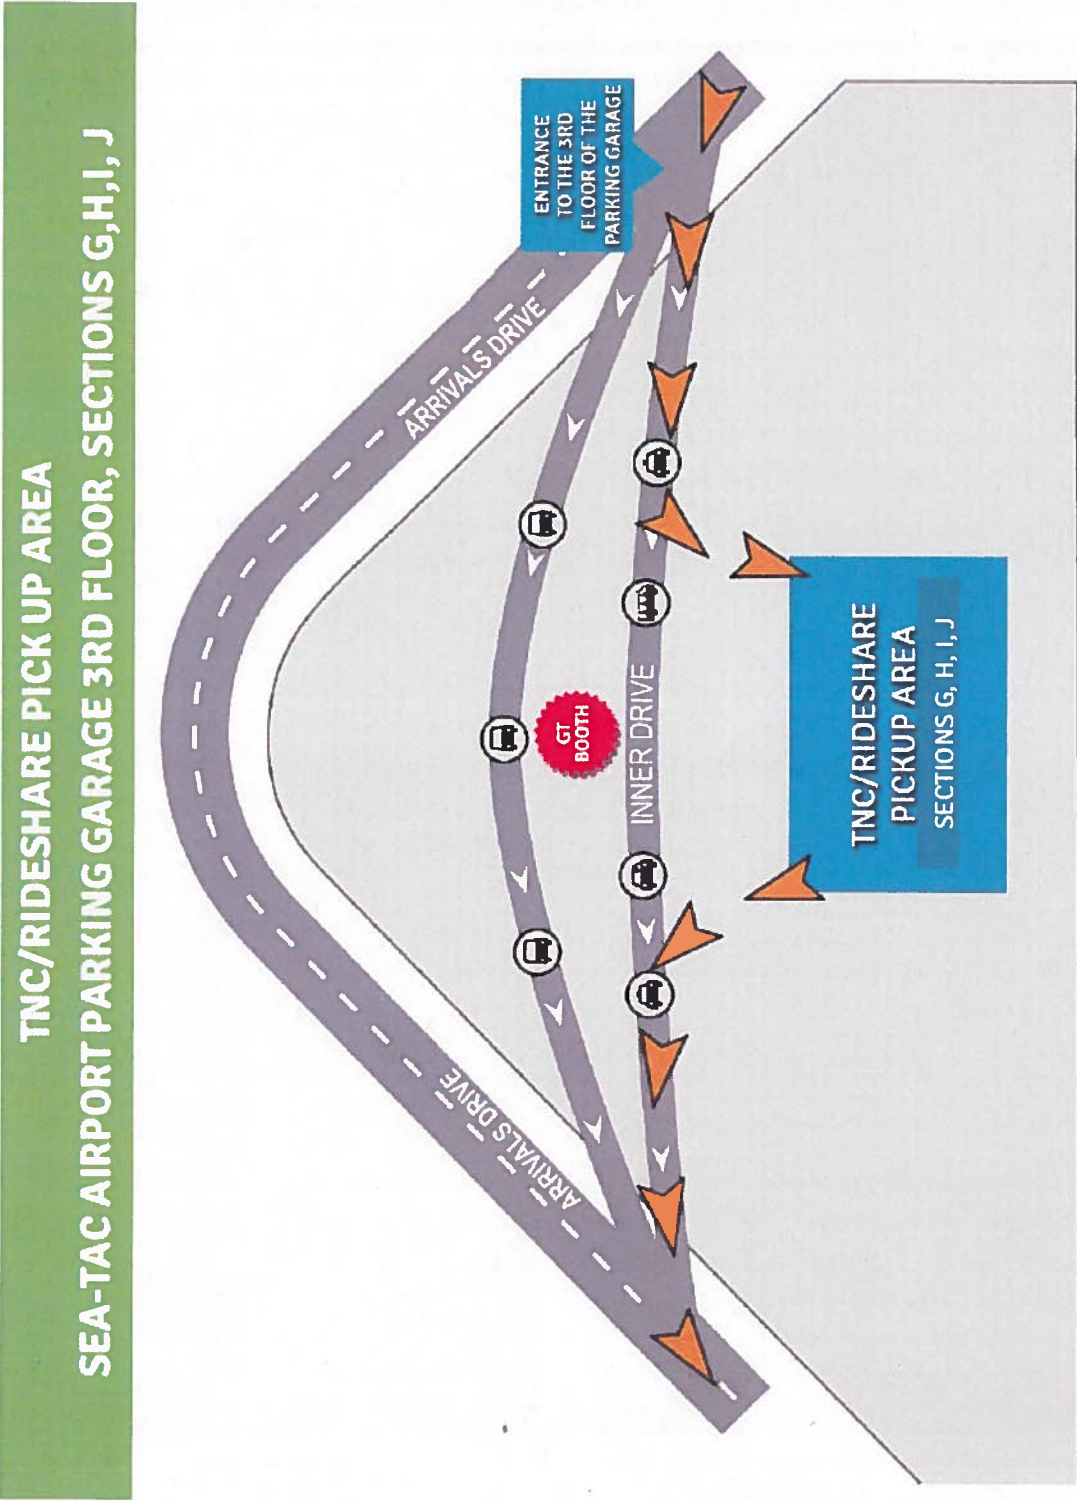 TNC/RIDESHARE PICK UP AREA
SEA-TAC AIRPORT PARKING GARAGE 3RD FLOOR, SECTIONS G,H,I, J
ARRIVALS DRIVE
ARRIVALS DRIVE
ENTRANCE
TO THE 3RD
FLOOR OF THE
PARKING GARAGE
GT
BOOTH
INNER DRIVE
TNC/RIDESHARE
PICKUP AREA
SECTIONS G, H, I, J